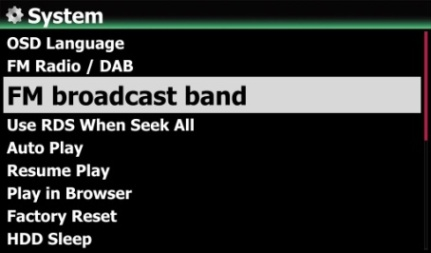 System
OSD Language
FM Radio / DAB
FM broadcast band
Use RDS When Seek All
Auto Play
Resume Play
Play in Browser
Factory Reset
HDD Sleep